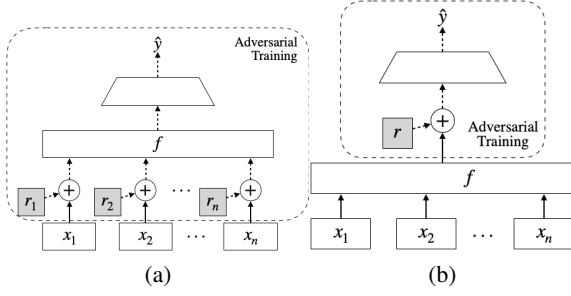 ŷ
Adversarial
Training
f
r₁ + r₂ + ··· rₙ +
x₁ x₂ ··· xₙ
(a)
ŷ
r +
Adversarial
Training
f
x₁ x₂ ··· xₙ
(b)